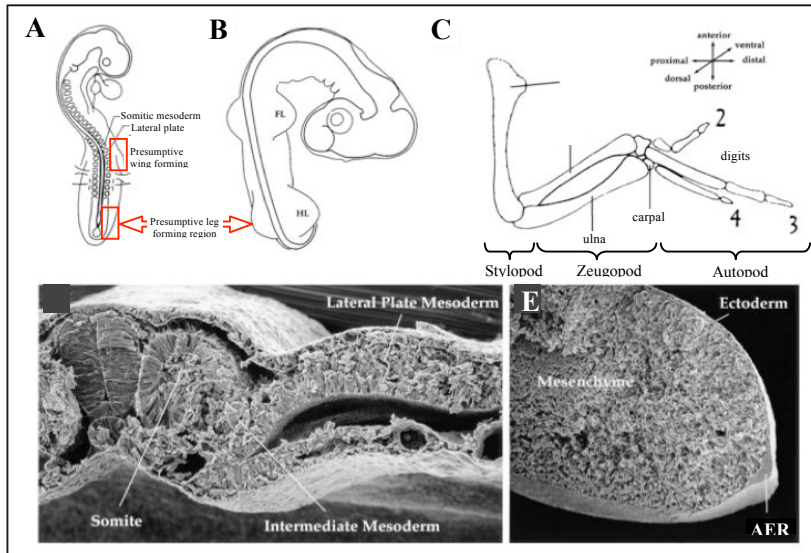 A
B
C
Somitic mesoderm
Lateral plate
Presumptive
wing forming
Presumptive leg
forming region
FL
HL
anterior
ventral
proximal
distal
dorsal
posterior
2
digits
carpal
4
3
ulna
Stylopod
Zeugopod
Autopod
Lateral Plate Mesoderm
Somite
Intermediate Mesoderm
E
Ectoderm
Mesenchyme
AER